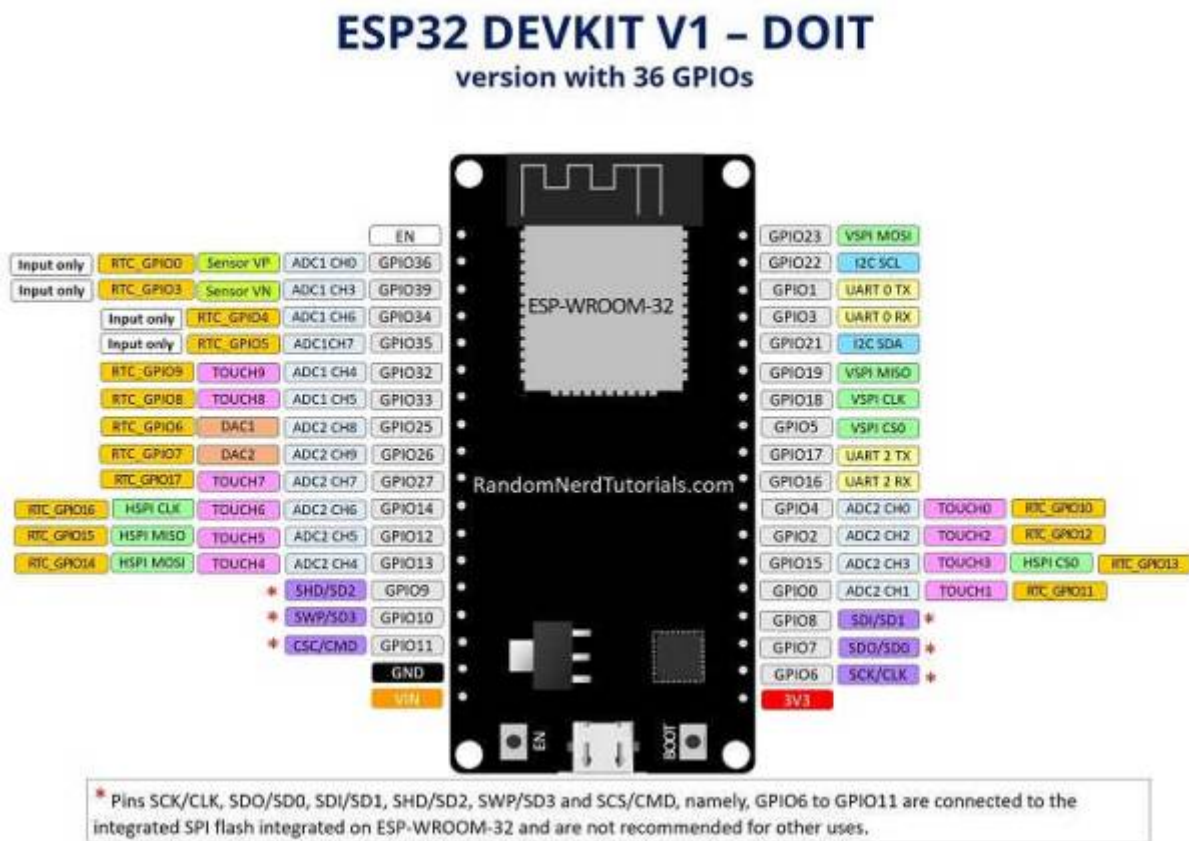 ESP32 DEVKIT V1 – DOIT
version with 36 GPIOs
EN GPIO23 VSPI MOSI
Input only RTC_GPIO0 Sensor VP ADC1 CH0 GPIO36 GPIO22 I2C SCL
Input only RTC_GPIO3 Sensor VN ADC1 CH3 GPIO39 ESP-WROOM-32 GPIO1 UART 0 TX
Input only RTC_GPIO4 ADC1 CH6 GPIO34 GPIO3 UART 0 RX
Input only RTC_GPIO5 ADC1CH7 GPIO35 GPIO21 I2C SDA
RTC_GPIO9 TOUCH9 ADC1 CH4 GPIO32 GPIO19 VSPI MISO
RTC_GPIO8 TOUCH8 ADC1 CH5 GPIO33 GPIO18 VSPI CLK
RTC_GPIO6 DAC1 ADC2 CH8 GPIO25 GPIO5 VSPI CS0
RTC_GPIO7 DAC2 ADC2 CH9 GPIO26 GPIO17 UART 2 TX
RTC_GPIO17 TOUCH7 ADC2 CH7 GPIO27 RandomNerdTutorials.com GPIO16 UART 2 RX
RTC_GPIO16 HSPI CLK TOUCH6 ADC2 CH6 GPIO14 GPIO4 ADC2 CH0 TOUCH0 RTC_GPIO10
RTC_GPIO15 HSPI MISO TOUCH5 ADC2 CH5 GPIO12 GPIO2 ADC2 CH2 TOUCH2 RTC_GPIO12
RTC_GPIO14 HSPI MOSI TOUCH4 ADC2 CH4 GPIO13 GPIO15 ADC2 CH3 TOUCH3 HSPI CS0 RTC_GPIO13
* SHD/SD2 GPIO9 GPIO0 ADC2 CH1 TOUCH1 RTC_GPIO11
* SWP/SD3 GPIO10 GPIO8 SDI/SD1 *
* CSC/CMD GPIO11 GPIO7 SDO/SD0 *
GND GPIO6 SCK/CLK *
VIN 3V3
EN BOOT
* Pins SCK/CLK, SDO/SD0, SDI/SD1, SHD/SD2, SWP/SD3 and SCS/CMD, namely, GPIO6 to GPIO11 are connected to the
integrated SPI flash integrated on ESP-WROOM-32 and are not recommended for other uses.